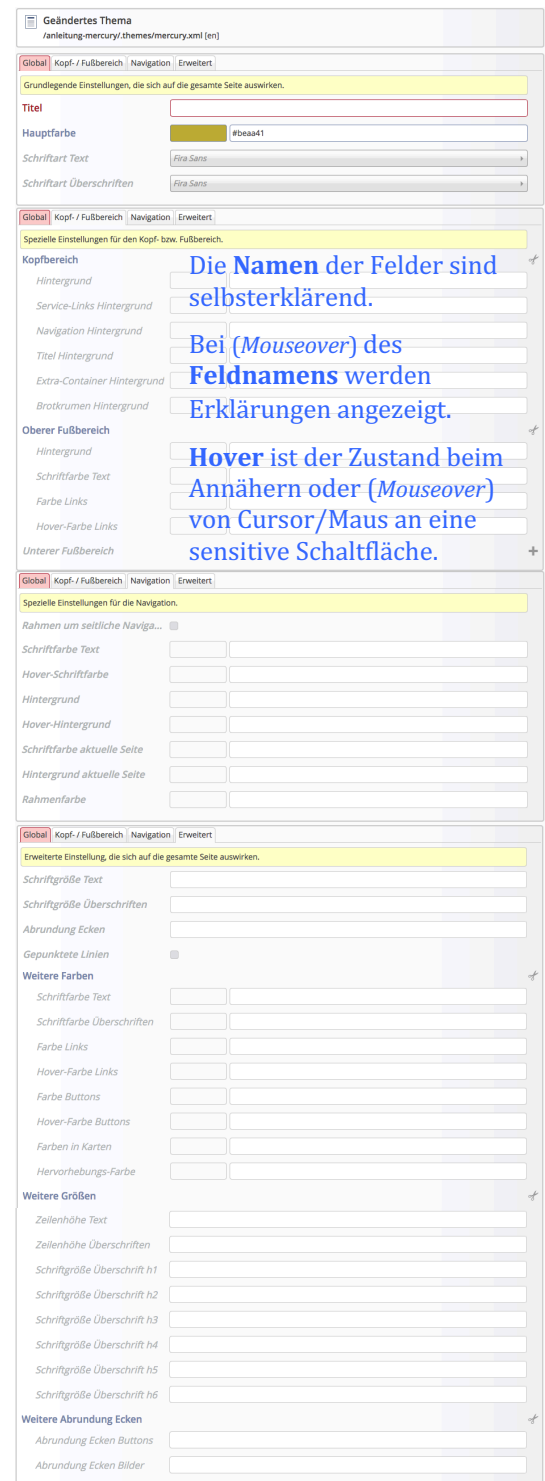 Geändertes Thema
/anleitung-mercury/.themes/mercury.xml [en]
Global Kopf- / Fußbereich Navigation Erweitert
Grundlegende Einstellungen, die sich auf die gesamte Seite auswirken.
Titel
Hauptfarbe #beaa41
Schriftart Text Fira Sans
Schriftart Überschriften Fira Sans
Global Kopf- / Fußbereich Navigation Erweitert
Spezielle Einstellungen für den Kopf- bzw. Fußbereich.
Kopfbereich
Hintergrund
Service-Links Hintergrund
Navigation Hintergrund
Titel Hintergrund
Extra-Container Hintergrund
Brotkrumen Hintergrund
Oberer Fußbereich
Hintergrund
Schriftfarbe Text
Farbe Links
Hover-Farbe Links
Unterer Fußbereich
Die Namen der Felder sind
selbsterklärend.
Bei (Mouseover) des
Feldnamens werden
Erklärungen angezeigt.
Hover ist der Zustand beim
Annähern oder (Mouseover)
von Cursor/Maus an eine
sensitive Schaltfläche.
Global Kopf- / Fußbereich Navigation Erweitert
Spezielle Einstellungen für die Navigation.
Rahmen um seitliche Naviga...
Schriftfarbe Text
Hover-Schriftfarbe
Hintergrund
Hover-Hintergrund
Schriftfarbe aktuelle Seite
Hintergrund aktuelle Seite
Rahmenfarbe
Global Kopf- / Fußbereich Navigation Erweitert
Erweiterte Einstellung, die sich auf die gesamte Seite auswirken.
Schriftgröße Text
Schriftgröße Überschriften
Abrundung Ecken
Gepunktete Linien
Weitere Farben
Schriftfarbe Text
Schriftfarbe Überschriften
Farbe Links
Hover-Farbe Links
Farbe Buttons
Hover-Farbe Buttons
Farben in Karten
Hervorhebungs-Farbe
Weitere Größen
Zeilenhöhe Text
Zeilenhöhe Überschriften
Schriftgröße Überschrift h1
Schriftgröße Überschrift h2
Schriftgröße Überschrift h3
Schriftgröße Überschrift h4
Schriftgröße Überschrift h5
Schriftgröße Überschrift h6
Weitere Abrundung Ecken
Abrundung Ecken Buttons
Abrundung Ecken Bilder